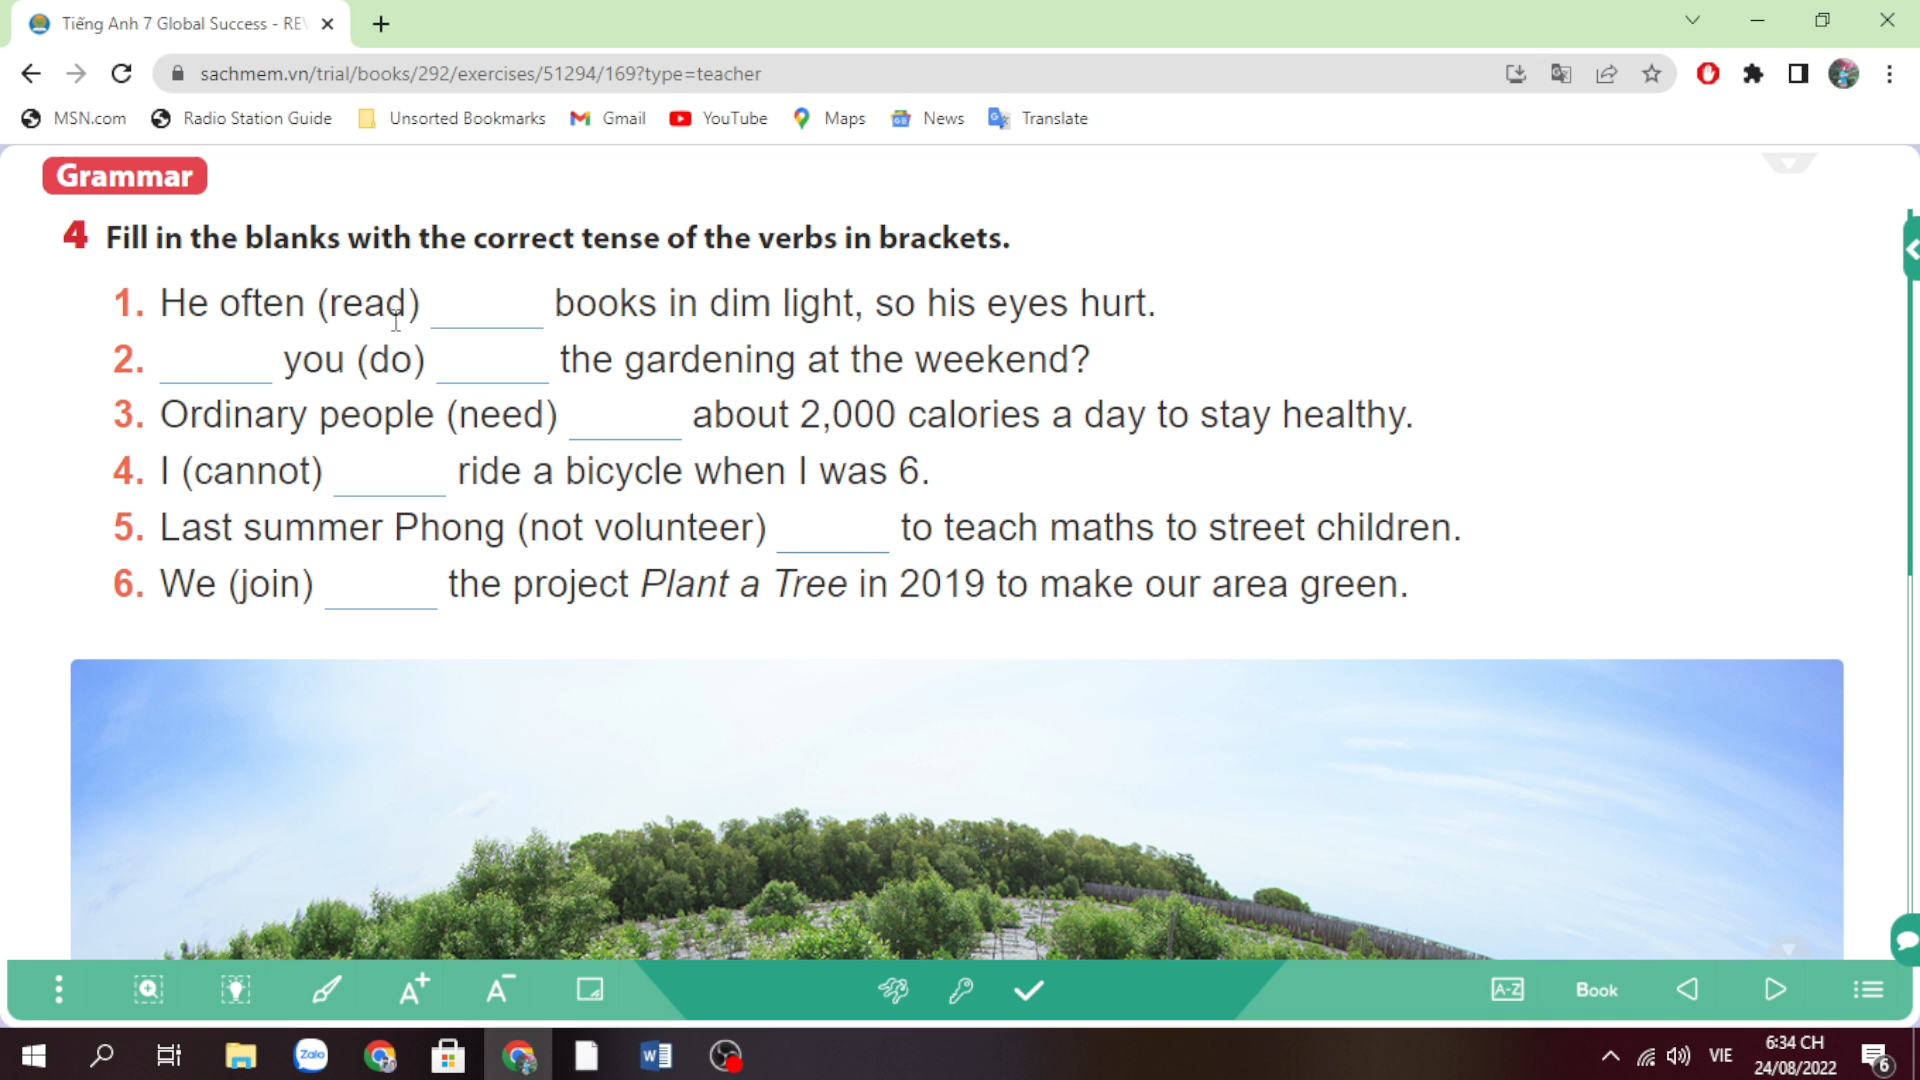 Tiếng Anh 7 Global Success - REV
sachmem.vn/trial/books/292/exercises/51294/169?type=teacher
MSN.com Radio Station Guide Unsorted Bookmarks Gmail YouTube Maps News Translate
Grammar
4 Fill in the blanks with the correct tense of the verbs in brackets.
1. He often (read) ______ books in dim light, so his eyes hurt.
2. ______ you (do) ______ the gardening at the weekend?
3. Ordinary people (need) ______ about 2,000 calories a day to stay healthy.
4. I (cannot) ______ ride a bicycle when I was 6.
5. Last summer Phong (not volunteer) ______ to teach maths to street children.
6. We (join) ______ the project Plant a Tree in 2019 to make our area green.
A+ A- A-Z Book
Zalo W VIE 6:34 CH 6
24/08/2022